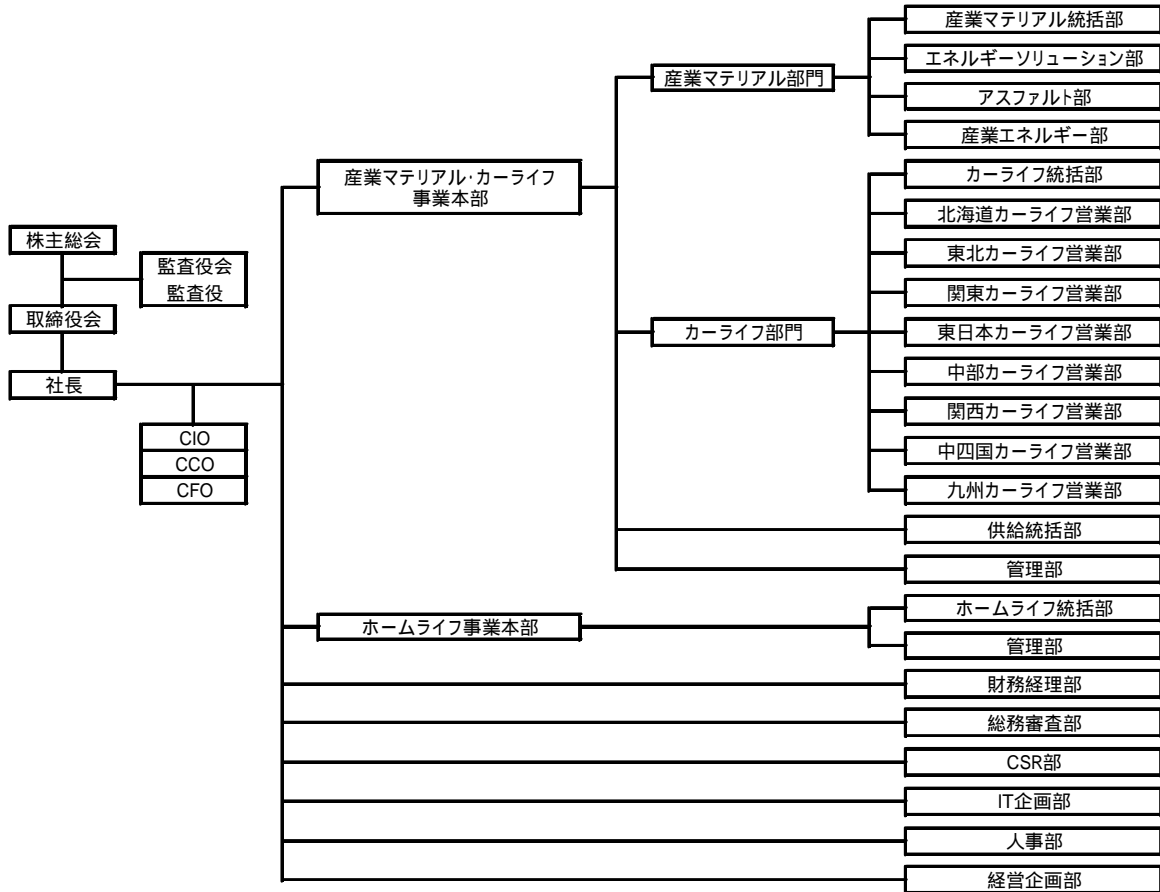 株主総会
監査役会
監査役
取締役会
社長
CIO
CCO
CFO
産業マテリアル・カーライフ
事業本部
産業マテリアル部門
産業マテリアル統括部
エネルギーソリューション部
アスファルト部
産業エネルギー部
カーライフ部門
カーライフ統括部
北海道カーライフ営業部
東北カーライフ営業部
関東カーライフ営業部
東日本カーライフ営業部
中部カーライフ営業部
関西カーライフ営業部
中四国カーライフ営業部
九州カーライフ営業部
供給統括部
管理部
ホームライフ事業本部
ホームライフ統括部
管理部
財務経理部
総務審査部
CSR部
IT企画部
人事部
経営企画部